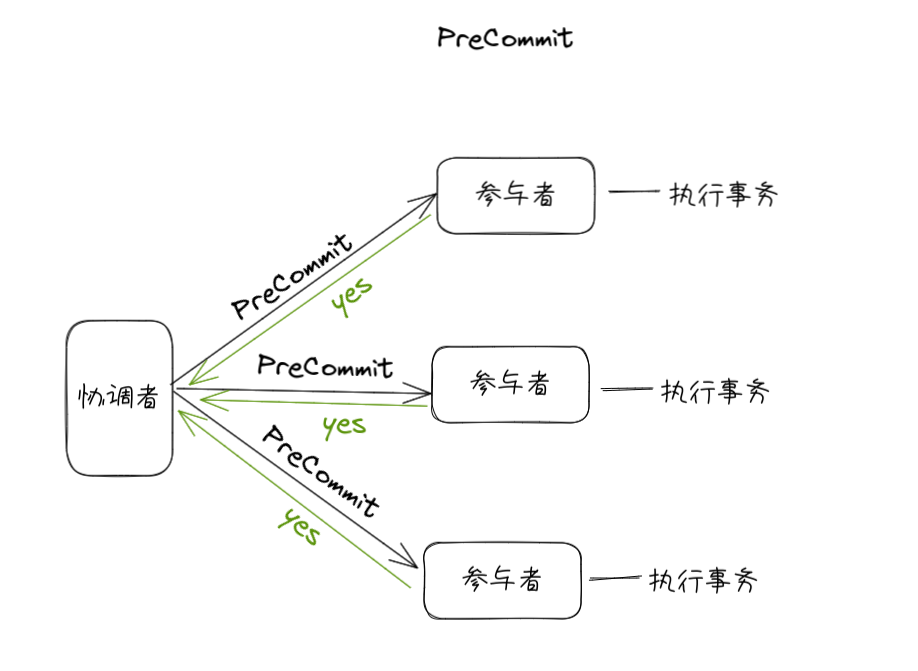 PreCommit
参与者
执行事务
PreCommit
yes
协调者
PreCommit
yes
参与者
执行事务
PreCommit
yes
参与者
执行事务